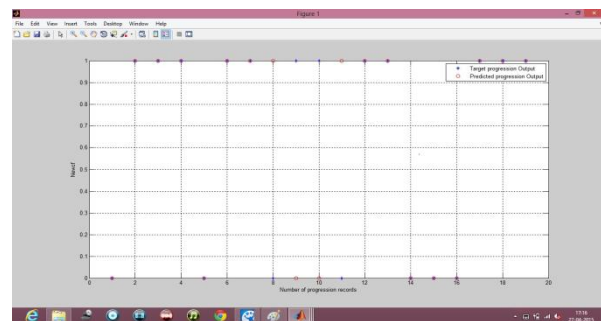 Figure 1
File Edit View Insert Tools Desktop Window Help
Target progression Output
Predicted progression Output
1
0.9
0.8
0.7
0.6
0.5
0.4
0.3
0.2
0.1
0
0 2 4 6 8 10 12 14 16 18 20
Number of progression records
17:16